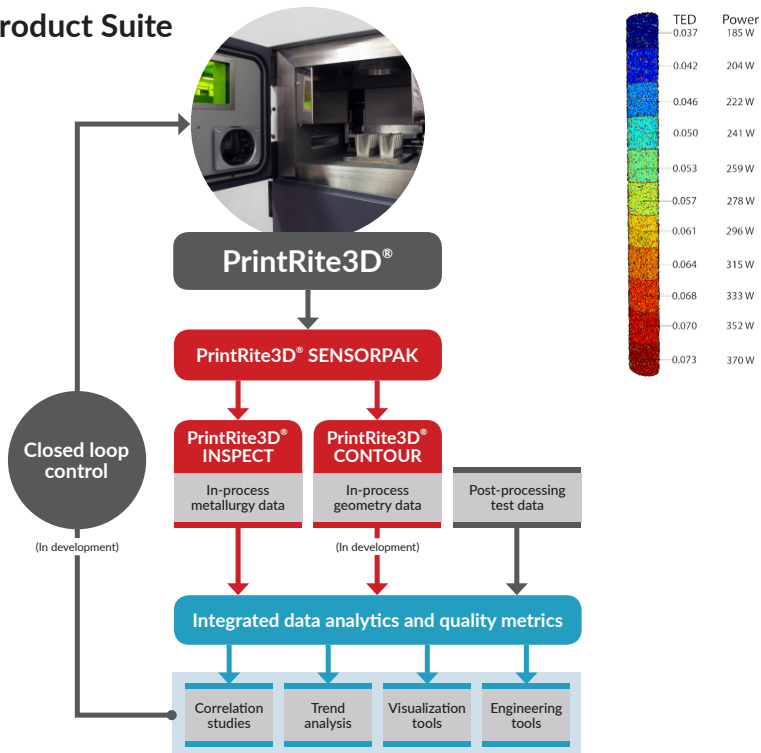 roduct Suite
TED Power
0.037 185 W
0.042 204 W
0.046 222 W
0.050 241 W
0.053 259 W
0.057 278 W
0.061 296 W
0.064 315 W
0.068 333 W
0.070 352 W
0.073 370 W
PrintRite3D®
PrintRite3D® SENSORPAK
Closed loop
control
(In development)
PrintRite3D®
INSPECT
In-process
metallurgy data
PrintRite3D®
CONTOUR
In-process
geometry data
(In development)
Post-processing
test data
Integrated data analytics and quality metrics
Correlation
studies
Trend
analysis
Visualization
tools
Engineering
tools